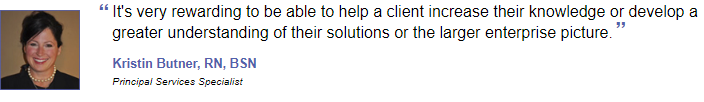 “ It's very rewarding to be able to help a client increase their knowledge or develop a
greater understanding of their solutions or the larger enterprise picture. ”
Kristin Butner, RN, BSN
Principal Services Specialist